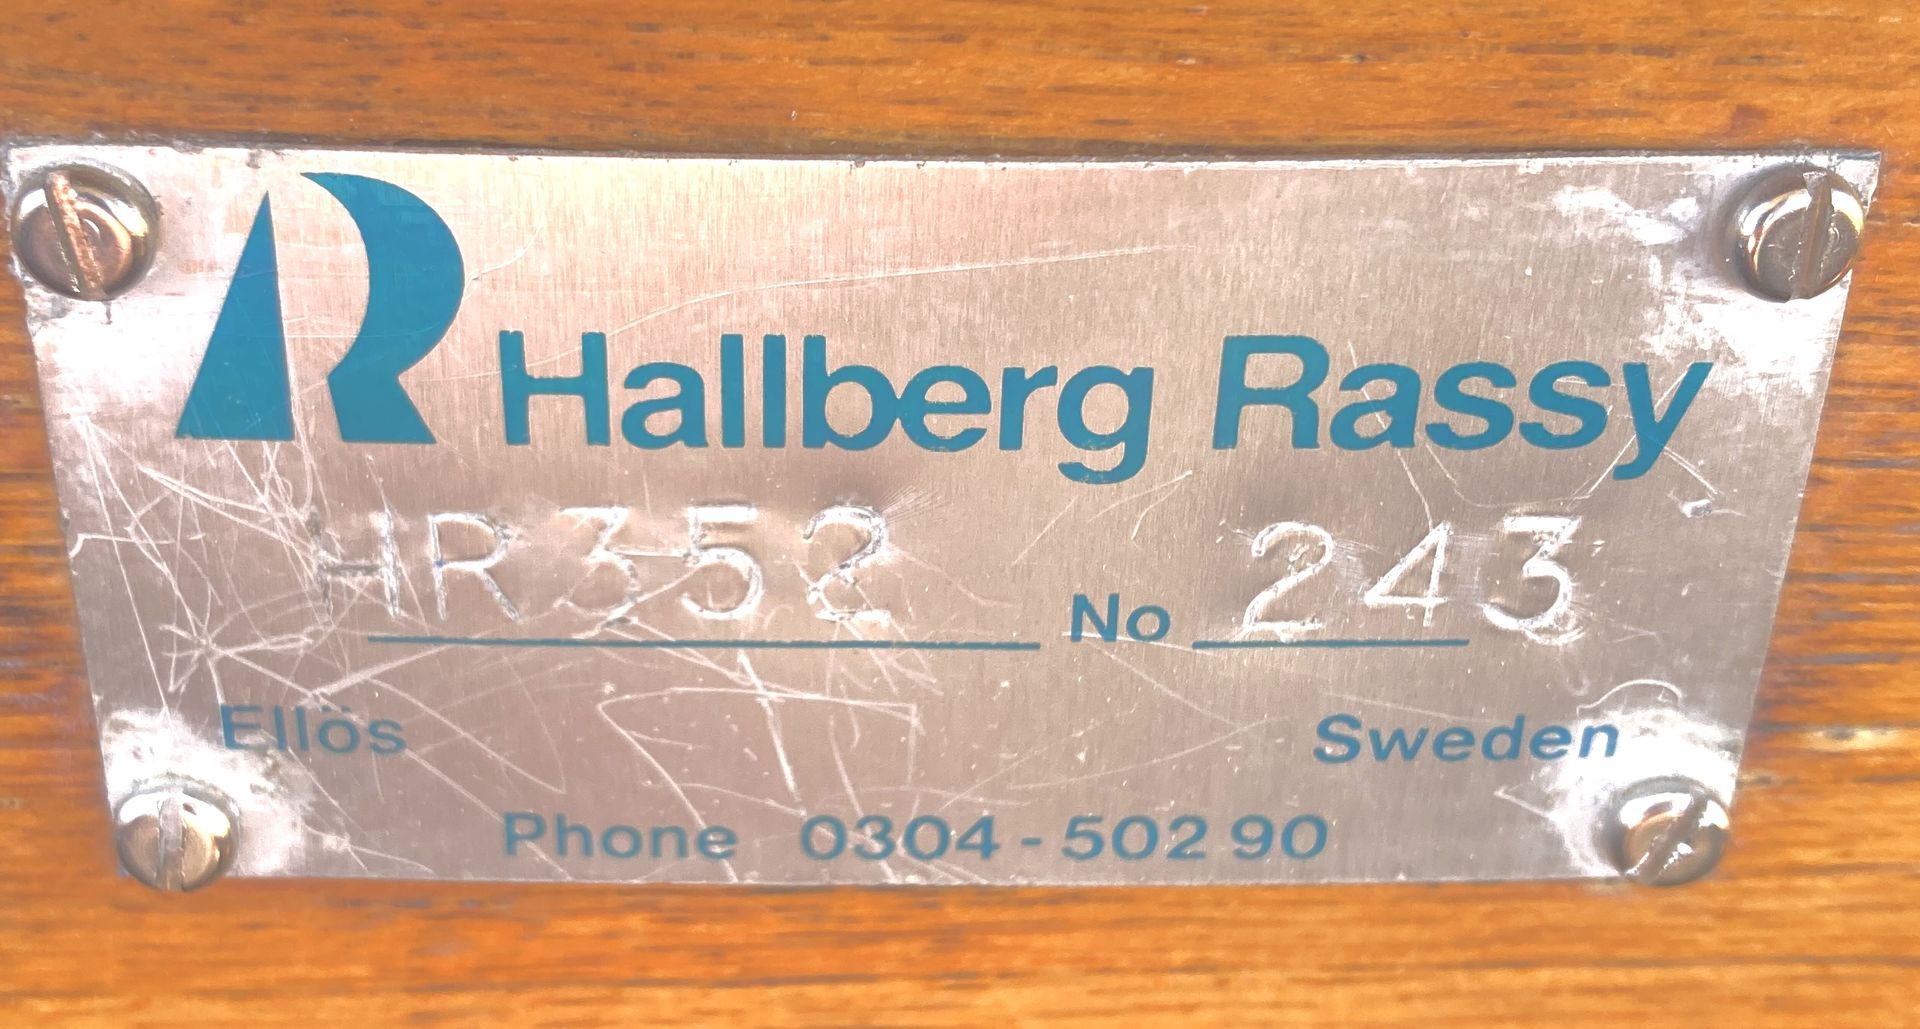 Hallberg Rassy
HR352 No 243
Ellös Sweden
Phone 0304-502 90